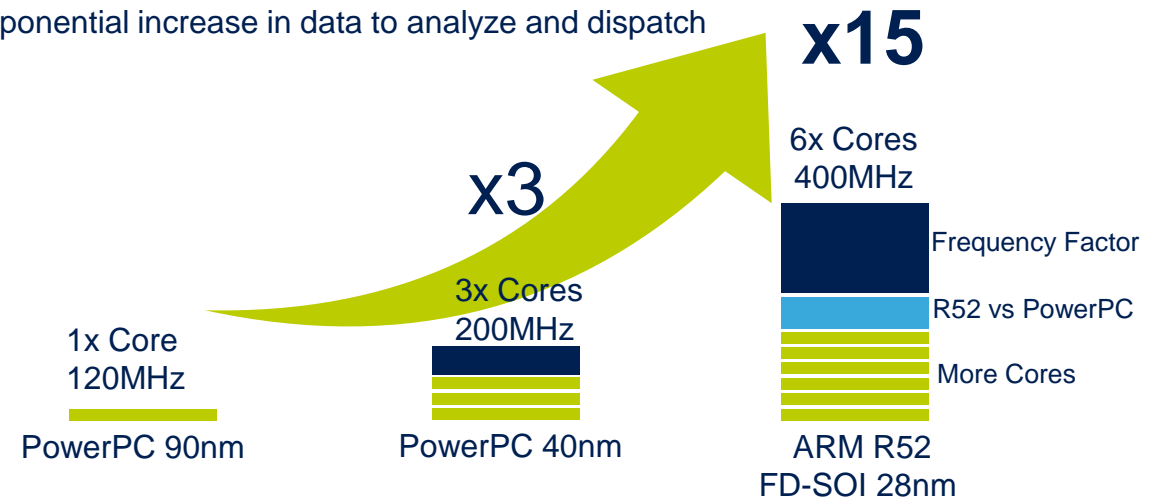 ponential increase in data to analyze and dispatch
x15
6x Cores
400MHz
x3
Frequency Factor
3x Cores
200MHz
R52 vs PowerPC
1x Core
120MHz
More Cores
PowerPC 90nm
PowerPC 40nm
ARM R52
FD-SOI 28nm